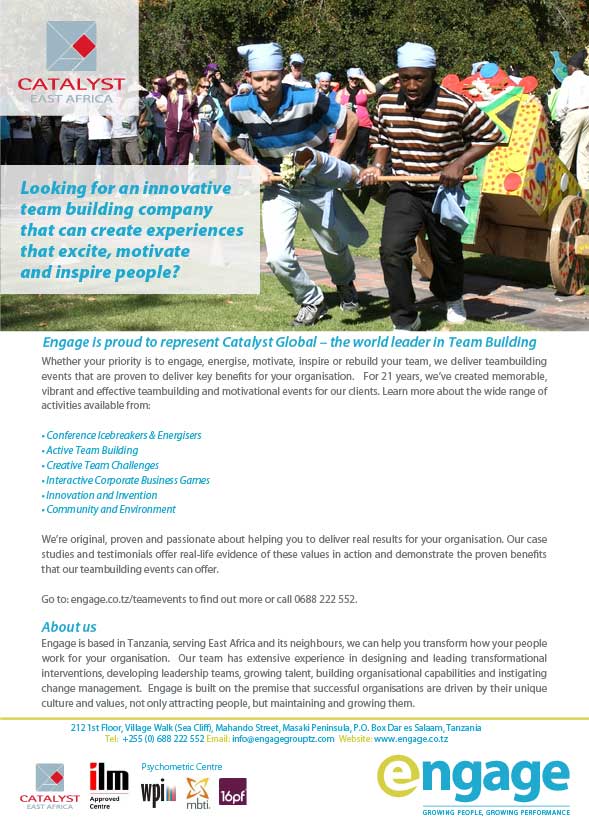 CATALYST
EAST AFRICA
Looking for an innovative
team building company
that can create experiences
that excite, motivate
and inspire people?
Engage is proud to represent Catalyst Global – the world leader in Team Building
Whether your priority is to engage, energise, motivate, inspire or rebuild your team, we deliver teambuilding
events that are proven to deliver key benefits for your organisation. For 21 years, we've created memorable,
vibrant and effective teambuilding and motivational events for our clients. Learn more about the wide range of
activities available from:
• Conference Icebreakers & Energisers
• Active Team Building
• Creative Team Challenges
• Interactive Corporate Business Games
• Innovation and Invention
• Community and Environment
We're original, proven and passionate about helping you to deliver real results for your organisation. Our case
studies and testimonials offer real-life evidence of these values in action and demonstrate the proven benefits
that our teambuilding events can offer.
Go to: engage.co.tz/teamevents to find out more or call 0688 222 552.
About us
Engage is based in Tanzania, serving East Africa and its neighbours, we can help you transform how your people
work for your organisation. Our team has extensive experience in designing and leading transformational
interventions, developing leadership teams, growing talent, building organisational capabilities and instigating
change management. Engage is built on the premise that successful organisations are driven by their unique
culture and values, not only attracting people, but maintaining and growing them.
212 1st Floor, Village Walk (Sea Cliff), Mahando Street, Masaki Peninsula, P.O. Box Dar es Salaam, Tanzania
Tel: +255 (0) 688 222 552 Email: info@engagegrouptz.com Website: www.engage.co.tz
CATALYST
EAST AFRICA
ilm
Approved
Centre
Psychometric Centre
wpi
mbti
16pf
engage
GROWING PEOPLE, GROWING PERFORMANCE